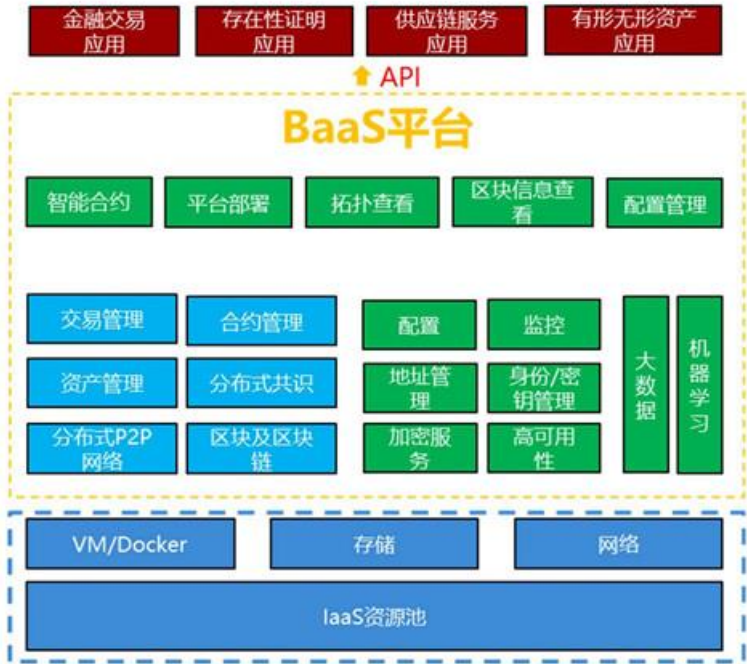 金融交易
应用
存在性证明
应用
供应链服务
应用
有形无形资产
应用
API
BaaS平台
智能合约
平台部署
拓扑查看
区块信息查
看
配置管理
交易管理
合约管理
配置
监控
资产管理
分布式共识
地址管
理
身份/密
钥管理
分布式P2P
网络
区块及区块
链
加密服
务
高可用
性
大
数
据
机
器
学
习
VM/Docker
存储
网络
IaaS资源池